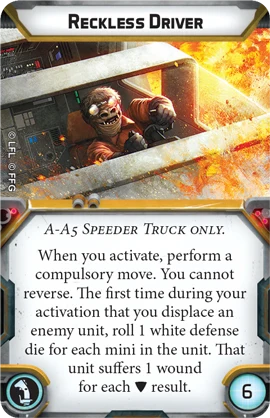 Reckless Driver
© LFL © FFG
A-A5 Speeder Truck only.
When you activate, perform a
compulsory move. You cannot
reverse. The first time during your
activation that you displace an
enemy unit, roll 1 white defense
die for each mini in the unit. That
unit suffers 1 wound
for each ▼ result.
6